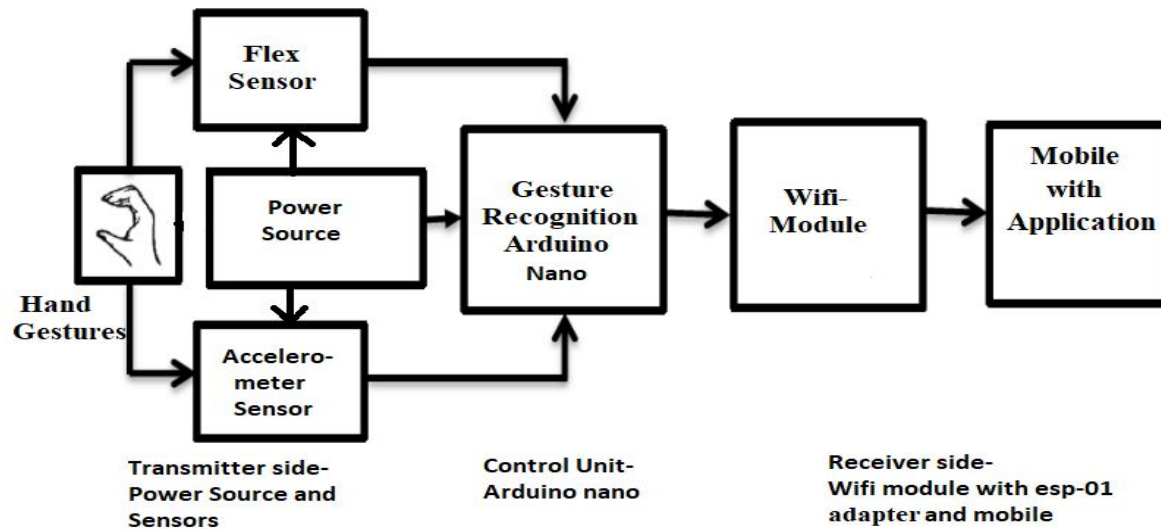 Flex
Sensor
Hand
Gestures
Power
Source
Accelero-
meter
Sensor
Gesture
Recognition
Arduino
Nano
Wifi-
Module
Mobile
with
Application
Transmitter side-
Power Source and
Sensors
Control Unit-
Arduino nano
Receiver side-
Wifi module with esp-01
adapter and mobile